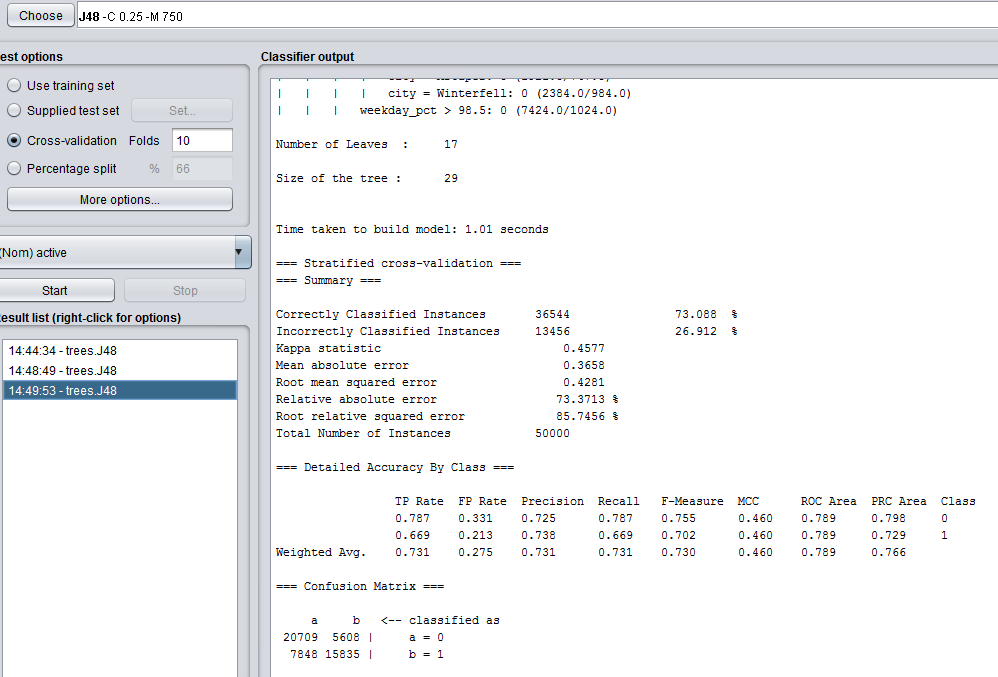 Choose J48 -C 0.25 -M 750
est options
Use training set
Supplied test set Set...
Cross-validation Folds 10
Percentage split % 66
More options...
(Nom) active
Start Stop
esult list (right-click for options)
14:44:34 - trees.J48
14:48:49 - trees.J48
14:49:53 - trees.J48
Classifier output
| | | | city = Winterfell: 0 (2384.0/984.0)
| | | weekday_pct > 98.5: 0 (7424.0/1024.0)
Number of Leaves : 17
Size of the tree : 29
Time taken to build model: 1.01 seconds
=== Stratified cross-validation ===
=== Summary ===
Correctly Classified Instances 36544 73.088 %
Incorrectly Classified Instances 13456 26.912 %
Kappa statistic 0.4577
Mean absolute error 0.3658
Root mean squared error 0.4281
Relative absolute error 73.3713 %
Root relative squared error 85.7456 %
Total Number of Instances 50000
=== Detailed Accuracy By Class ===
TP Rate FP Rate Precision Recall F-Measure MCC ROC Area PRC Area Class
0.787 0.331 0.725 0.787 0.755 0.460 0.789 0.798 0
0.669 0.213 0.738 0.669 0.702 0.460 0.789 0.729 1
Weighted Avg. 0.731 0.275 0.731 0.731 0.730 0.460 0.789 0.766
=== Confusion Matrix ===
a b <-- classified as
20709 5608 | a = 0
7848 15835 | b = 1